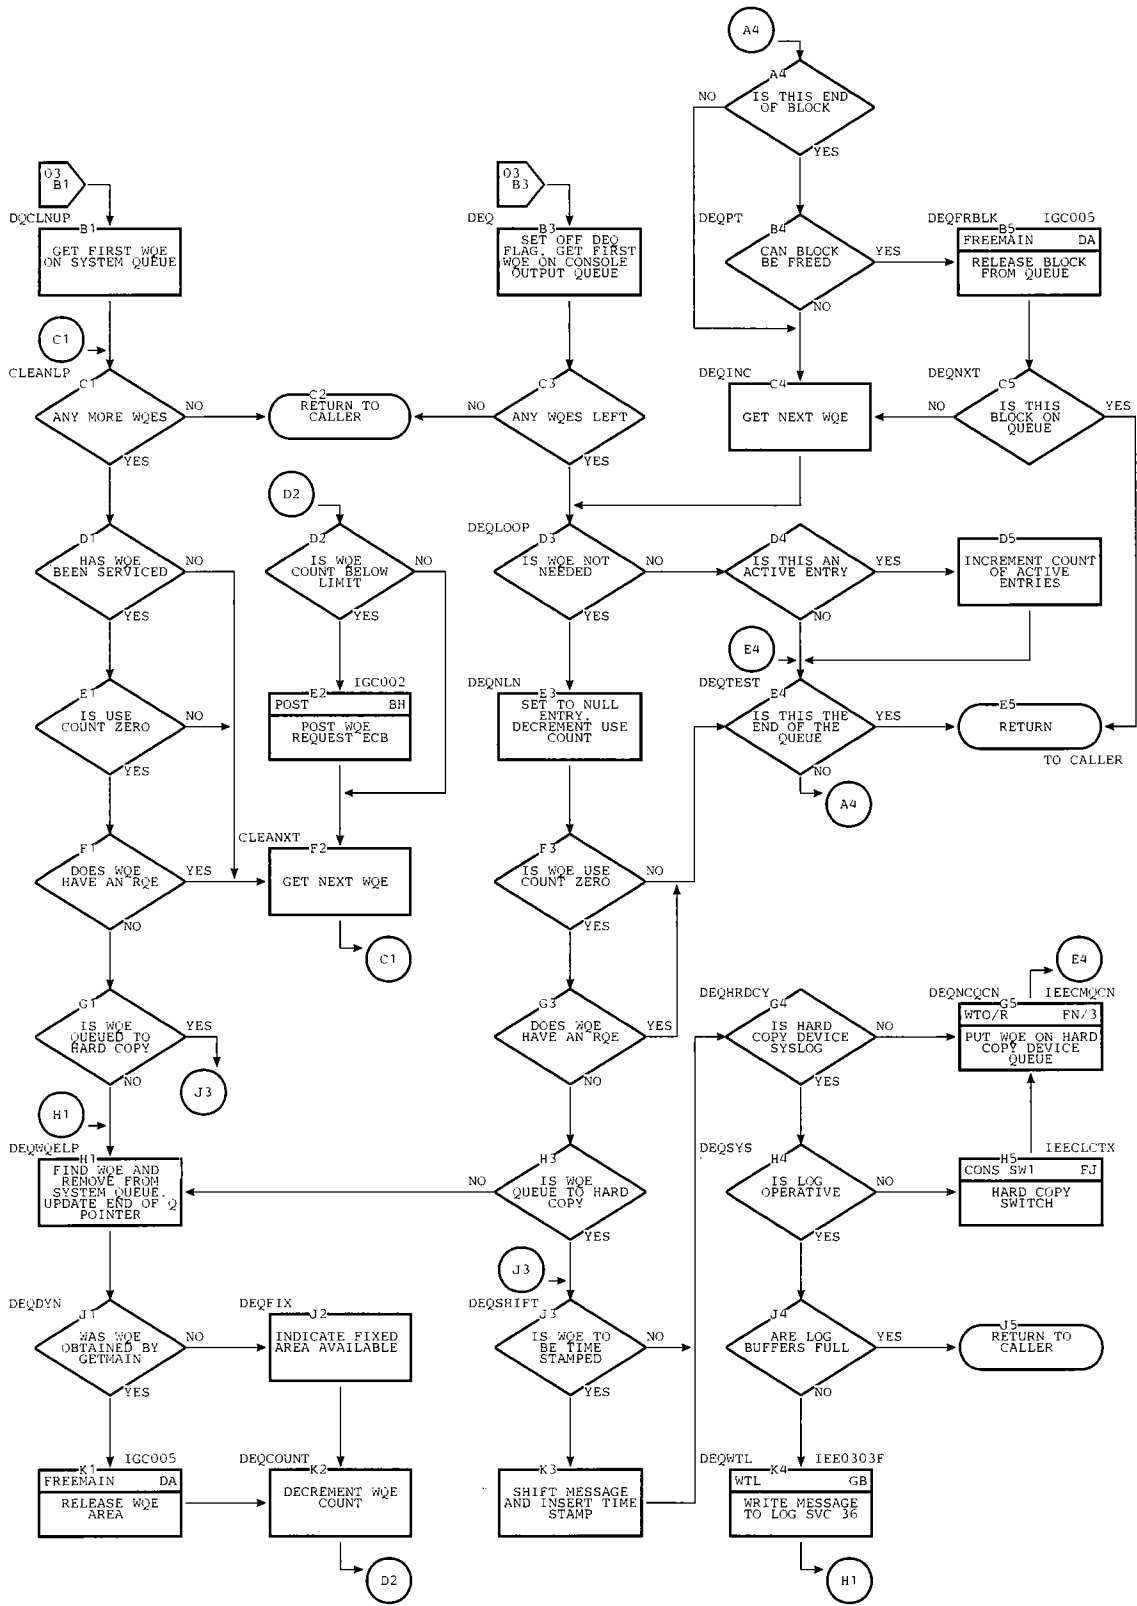 A4
A4
IS THIS END
OF BLOCK
NO
YES
03
B1
03
B3
DQCLNUP
B1
GET FIRST WQE
ON SYSTEM QUEUE
DEQ
B3
SET OFF DEQ
FLAG. GET FIRST
WQE ON CONSOLE
OUTPUT QUEUE
DEQPT
B4
CAN BLOCK
BE FREED
YES
NO
DEQFRBLK
IGC005
B5
FREEMAIN DA
RELEASE BLOCK
FROM QUEUE
C1
CLEANLP
C1
ANY MORE WQES
NO
YES
C2
RETURN TO
CALLER
C3
ANY WQES LEFT
NO
YES
DEQINC
C4
GET NEXT WQE
DEQNXT
C5
IS THIS
BLOCK ON
QUEUE
NO
YES
D1
HAS WQE
BEEN SERVICED
NO
YES
D2
D2
IS WQE
COUNT BELOW
LIMIT
NO
YES
DEQLOOP
D3
IS WQE NOT
NEEDED
NO
YES
D4
IS THIS AN
ACTIVE ENTRY
YES
NO
D5
INCREMENT COUNT
OF ACTIVE
ENTRIES
E1
IS USE
COUNT ZERO
NO
YES
IGC002
E2
POST BH
POST WQE
REQUEST ECB
DEQNLN
E3
SET TO NULL
ENTRY.
DECREMENT USE
COUNT
E4
DEQTEST
E4
IS THIS THE
END OF THE
QUEUE
YES
NO
A4
E5
RETURN
TO CALLER
F1
DOES WQE
HAVE AN RQE
YES
NO
CLEANXT
F2
GET NEXT WQE
C1
F3
IS WQE USE
COUNT ZERO
NO
YES
G1
IS WQE
QUEUED TO
HARD COPY
YES
NO
J3
G3
DOES WQE
HAVE AN RQE
YES
NO
DEQHRDCY
G4
IS HARD
COPY DEVICE
SYSLOG
NO
YES
E4
DEQNCQCN
IEECMQCN
G5
WTO/R FN/3
PUT WQE ON HARD
COPY DEVICE
QUEUE
H1
DEQWQELP
H1
FIND WQE AND
REMOVE FROM
SYSTEM QUEUE.
UPDATE END OF Q
POINTER
H3
IS WQE
QUEUE TO HARD
COPY
NO
YES
DEQSYS
H4
IS LOG
OPERATIVE
NO
YES
IEECLCTX
H5
CONS SW1 FJ
HARD COPY
SWITCH
DEQDYN
J1
WAS WQE
OBTAINED BY
GETMAIN
NO
YES
DEQFIX
J2
INDICATE FIXED
AREA AVAILABLE
J3
DEQSHIFT
J3
IS WQE TO
BE TIME
STAMPED
NO
YES
J4
ARE LOG
BUFFERS FULL
YES
NO
J5
RETURN TO
CALLER
IGC005
K1
FREEMAIN DA
RELEASE WQE
AREA
DEQCOUNT
K2
DECREMENT WQE
COUNT
D2
K3
SHIFT MESSAGE
AND INSERT TIME
STAMP
DEQWTL
IEE0303F
K4
WTL GB
WRITE MESSAGE
TO LOG SVC 36
H1